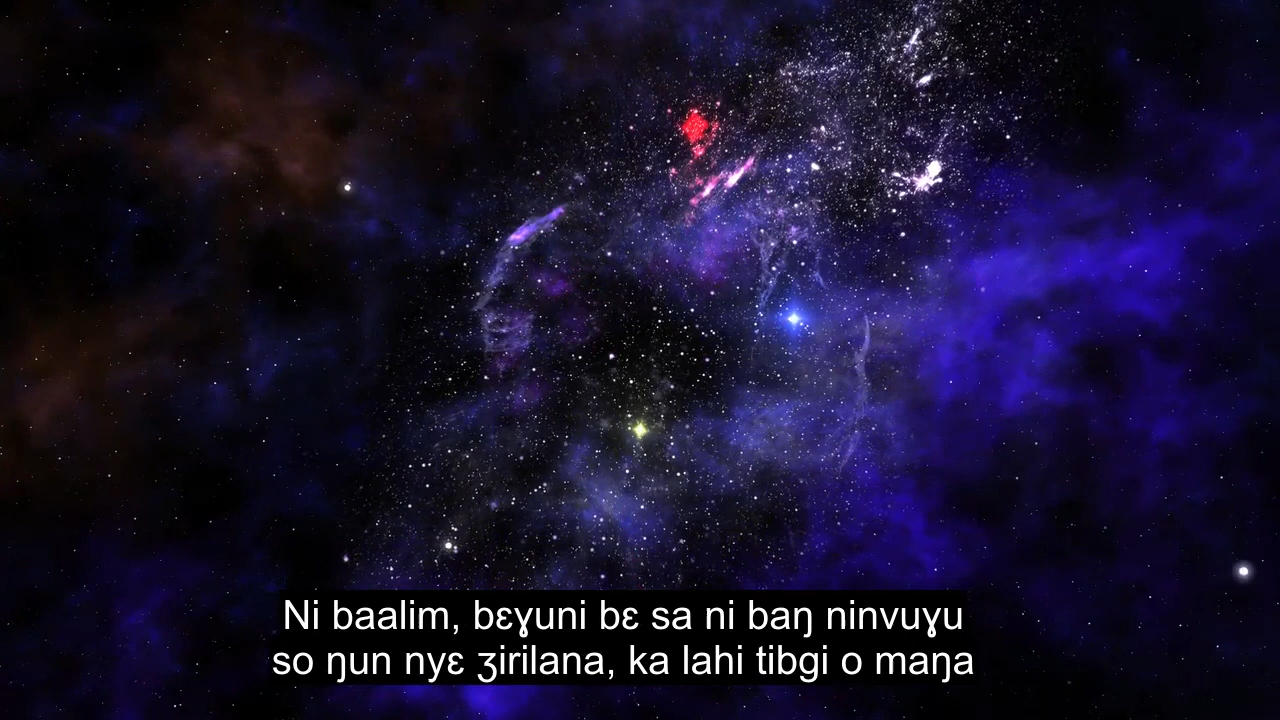 Ni baalim, bɛɣuni bɛ sa ni baŋ ninvuɣu
so ŋun nyɛ ʒirilana, ka lahi tibgi o maŋa